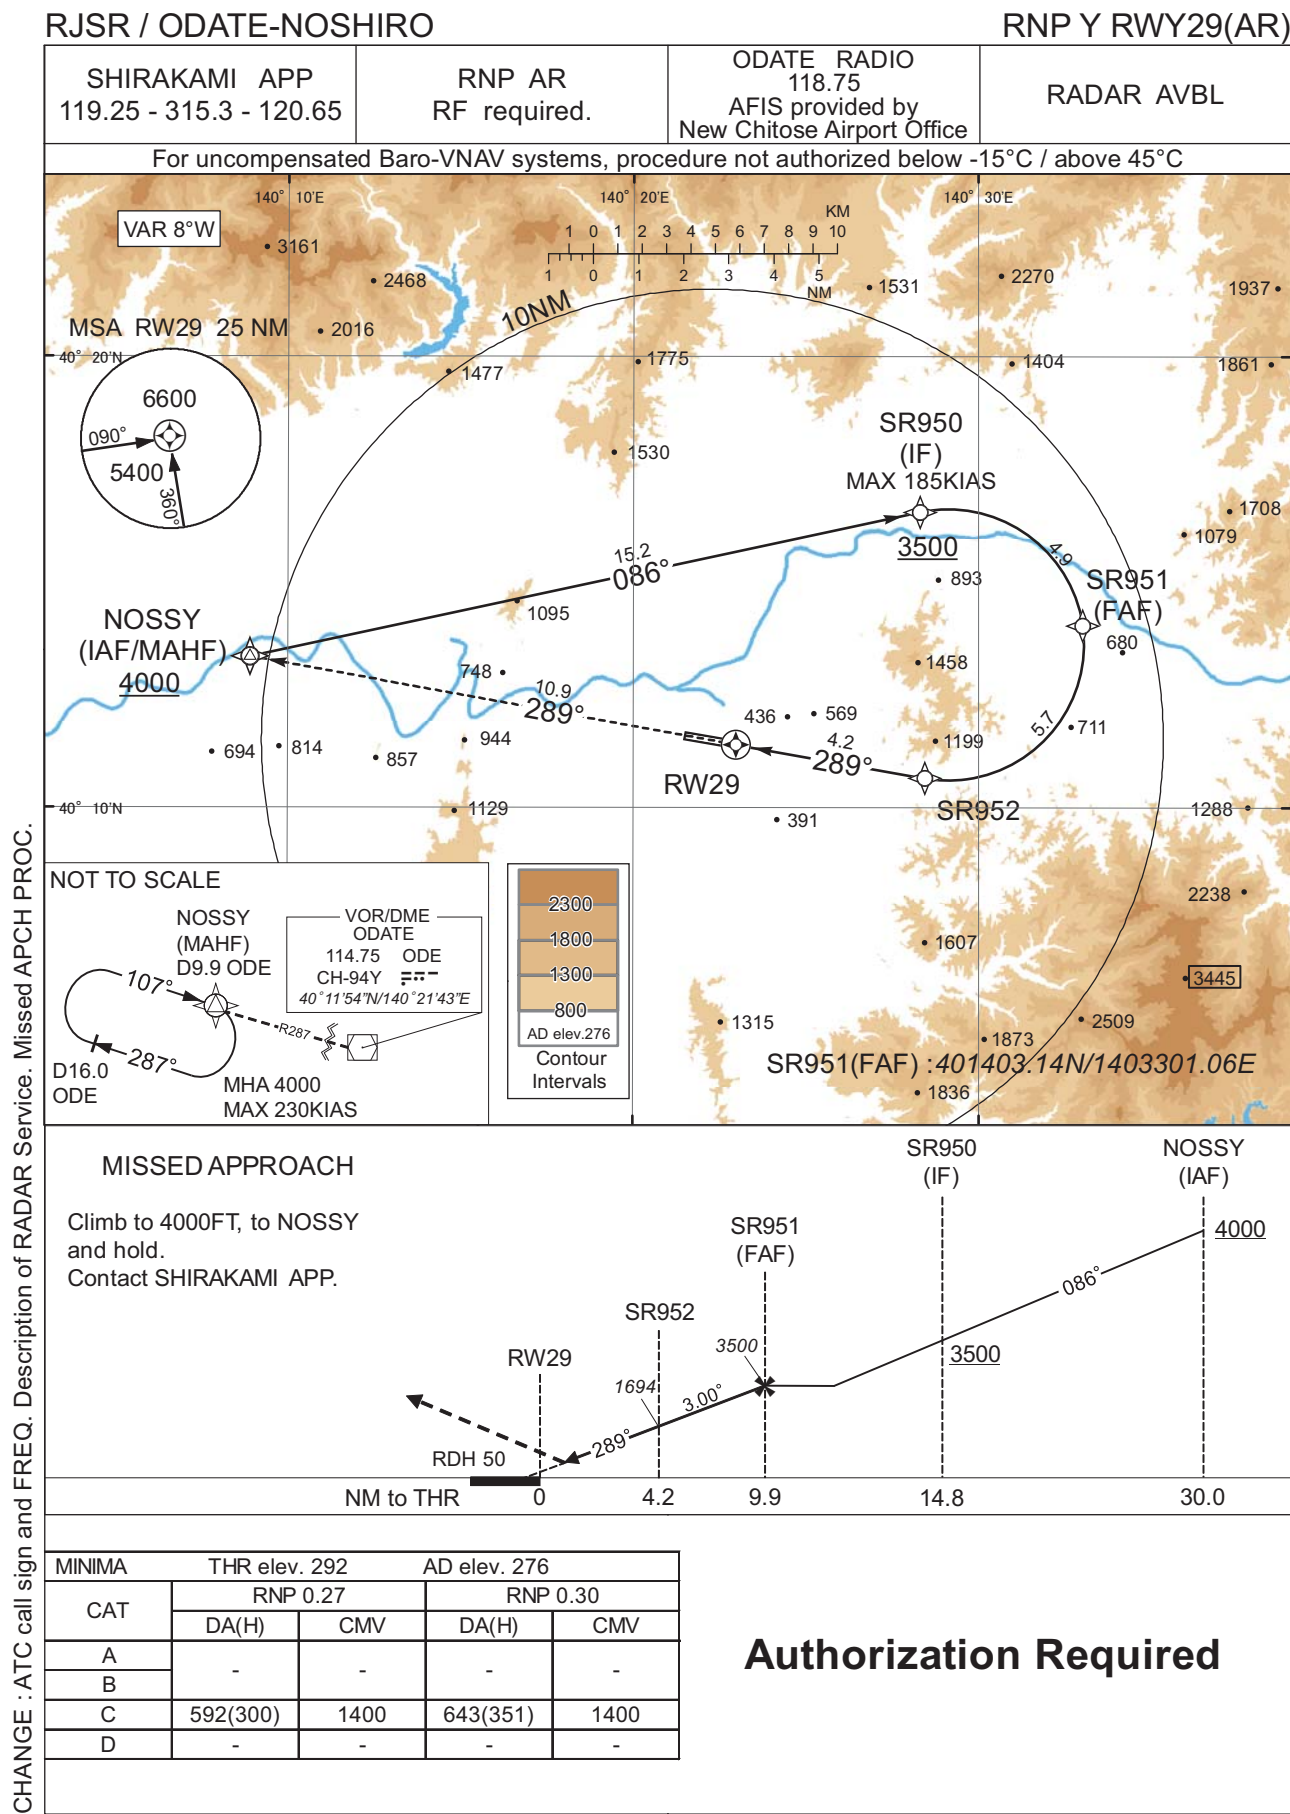 RJSR / ODATE-NOSHIRO
RNP Y RWY29(AR)
SHIRAKAMI APP
119.25 - 315.3 - 120.65
RNP AR
RF required.
ODATE RADIO
118.75
AFIS provided by
New Chitose Airport Office
RADAR AVBL
For uncompensated Baro-VNAV systems, procedure not authorized below -15°C / above 45°C
140° 10'E
140° 20'E
140° 30'E
VAR 8°W
KM
1 0 1 2 3 4 5 6 7 8 9 10
1 0 1 2 3 4 5
NM
3161
2468
2016
1531
2270
1937
10NM
MSA RW29 25 NM
40° 20'N
1477
1775
1404
1861
6600
090°
5400
360°
1530
SR950
(IF)
MAX 185KIAS
3500
1708
1079
15.2
086°
4.9
893
SR951
(FAF)
680
1095
NOSSY
(IAF/MAHF)
4000
748
1458
10.9
289°
436
569
5.7
711
694
814
857
944
4.2
289°
1199
RW29
SR952
40° 10'N
1129
391
1288
NOT TO SCALE
NOSSY
(MAHF)
D9.9 ODE
107°
287°
D16.0
ODE
R287
VOR/DME
ODATE
114.75 ODE
CH-94Y
40°11'54"N/140°21'43"E
MHA 4000
MAX 230KIAS
2300
1800
1300
800
AD elev.276
Contour
Intervals
2238
1607
3445
1315
2509
1873
SR951(FAF) :401403.14N/1403301.06E
1836
MISSED APPROACH
Climb to 4000FT, to NOSSY
and hold.
Contact SHIRAKAMI APP.
SR950
(IF)
NOSSY
(IAF)
SR951
(FAF)
4000
086°
SR952
3500
3500
RW29
1694
3.00°
289°
RDH 50
NM to THR 0 4.2 9.9 14.8 30.0
MINIMA THR elev. 292 AD elev. 276
CAT RNP 0.27 RNP 0.30
DA(H) CMV DA(H) CMV
A
B - - - -
C 592(300) 1400 643(351) 1400
D - - - -
Authorization Required
CHANGE : ATC call sign and FREQ. Description of RADAR Service. Missed APCH PROC.